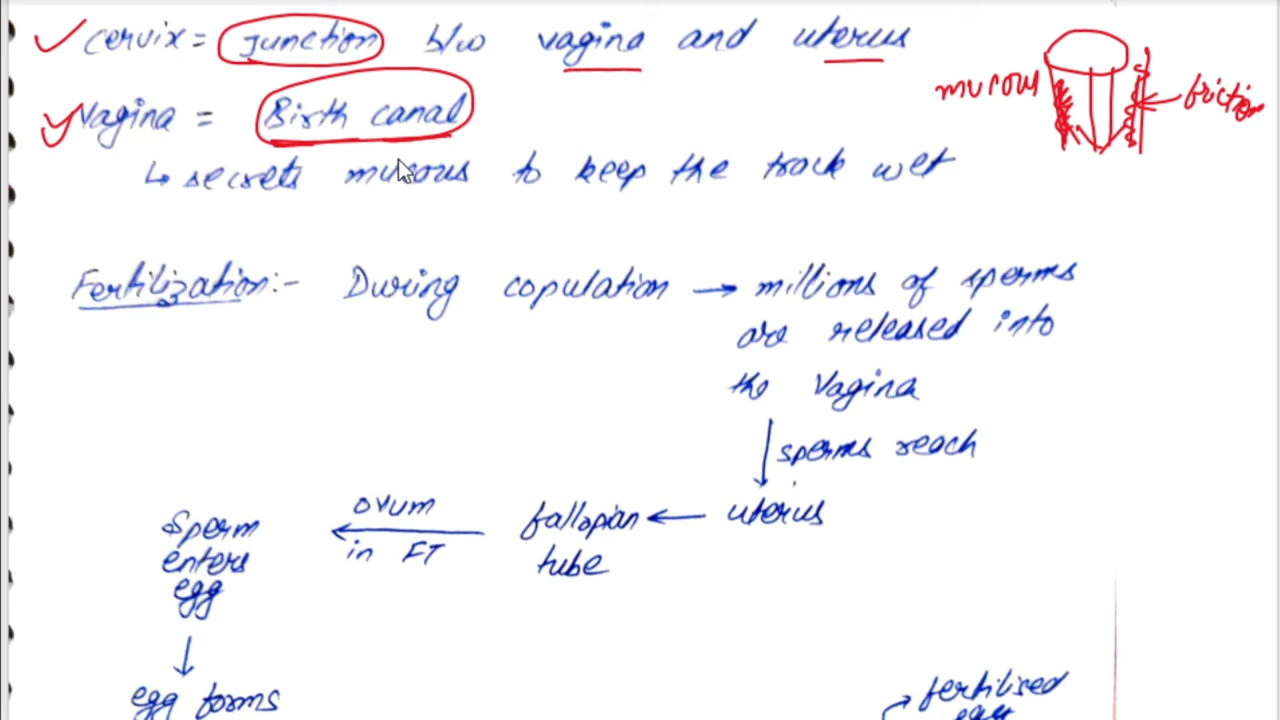 cervix = junction b/w vagina and uterus
mucous
friction
Vagina = Birth canal
↳ secrets mucous to keep the track wet
Fertilization:- During copulation → millions of sperms
are released into
the Vagina
↓ sperms reach
uterus
← fallopian
tube
ovum
← in FT
Sperm
enters
egg
↓
egg forms
fertilised
egg